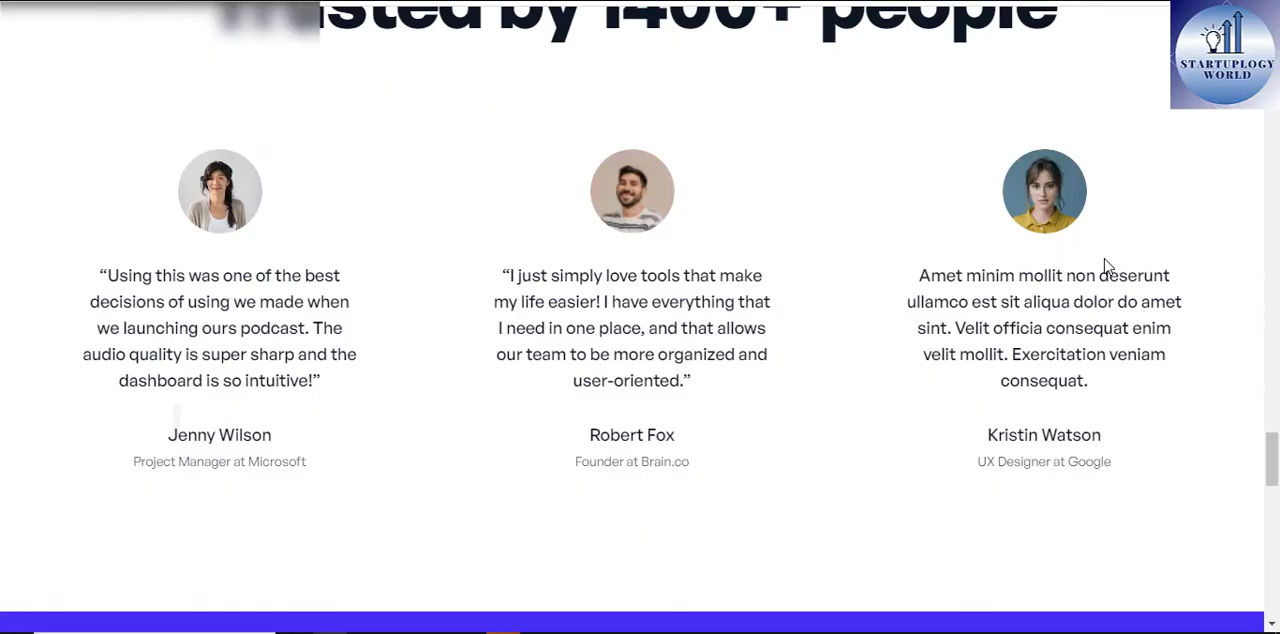 Trusted by 1400+ people
STARTUPLOGY
WORLD
“Using this was one of the best
decisions of using we made when
we launching ours podcast. The
audio quality is super sharp and the
dashboard is so intuitive!”
Jenny Wilson
Project Manager at Microsoft
“I just simply love tools that make
my life easier! I have everything that
I need in one place, and that allows
our team to be more organized and
user-oriented.”
Robert Fox
Founder at Brain.co
Amet minim mollit non deserunt
ullamco est sit aliqua dolor do amet
sint. Velit officia consequat enim
velit mollit. Exercitation veniam
consequat.
Kristin Watson
UX Designer at Google